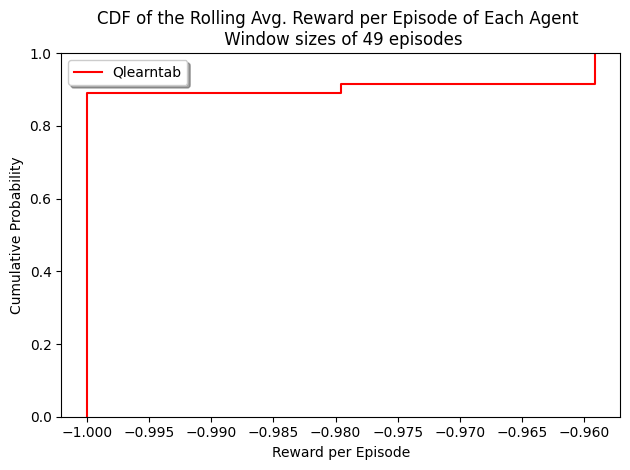 CDF of the Rolling Avg. Reward per Episode of Each Agent
Window sizes of 49 episodes
Qlearntab
Cumulative Probability
1.0
0.8
0.6
0.4
0.2
0.0
−1.000 −0.995 −0.990 −0.985 −0.980 −0.975 −0.970 −0.965 −0.960
Reward per Episode